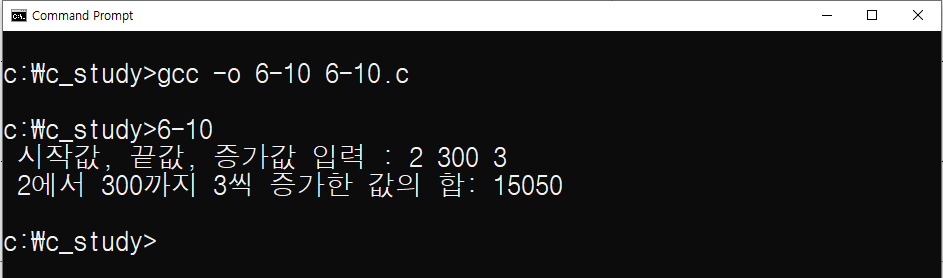 Command Prompt
c:₩c_study>gcc -o 6-10 6-10.c
c:₩c_study>6-10
시작값, 끝값, 증가값 입력 : 2 300 3
2에서 300까지 3씩 증가한 값의 합: 15050
c:₩c_study>